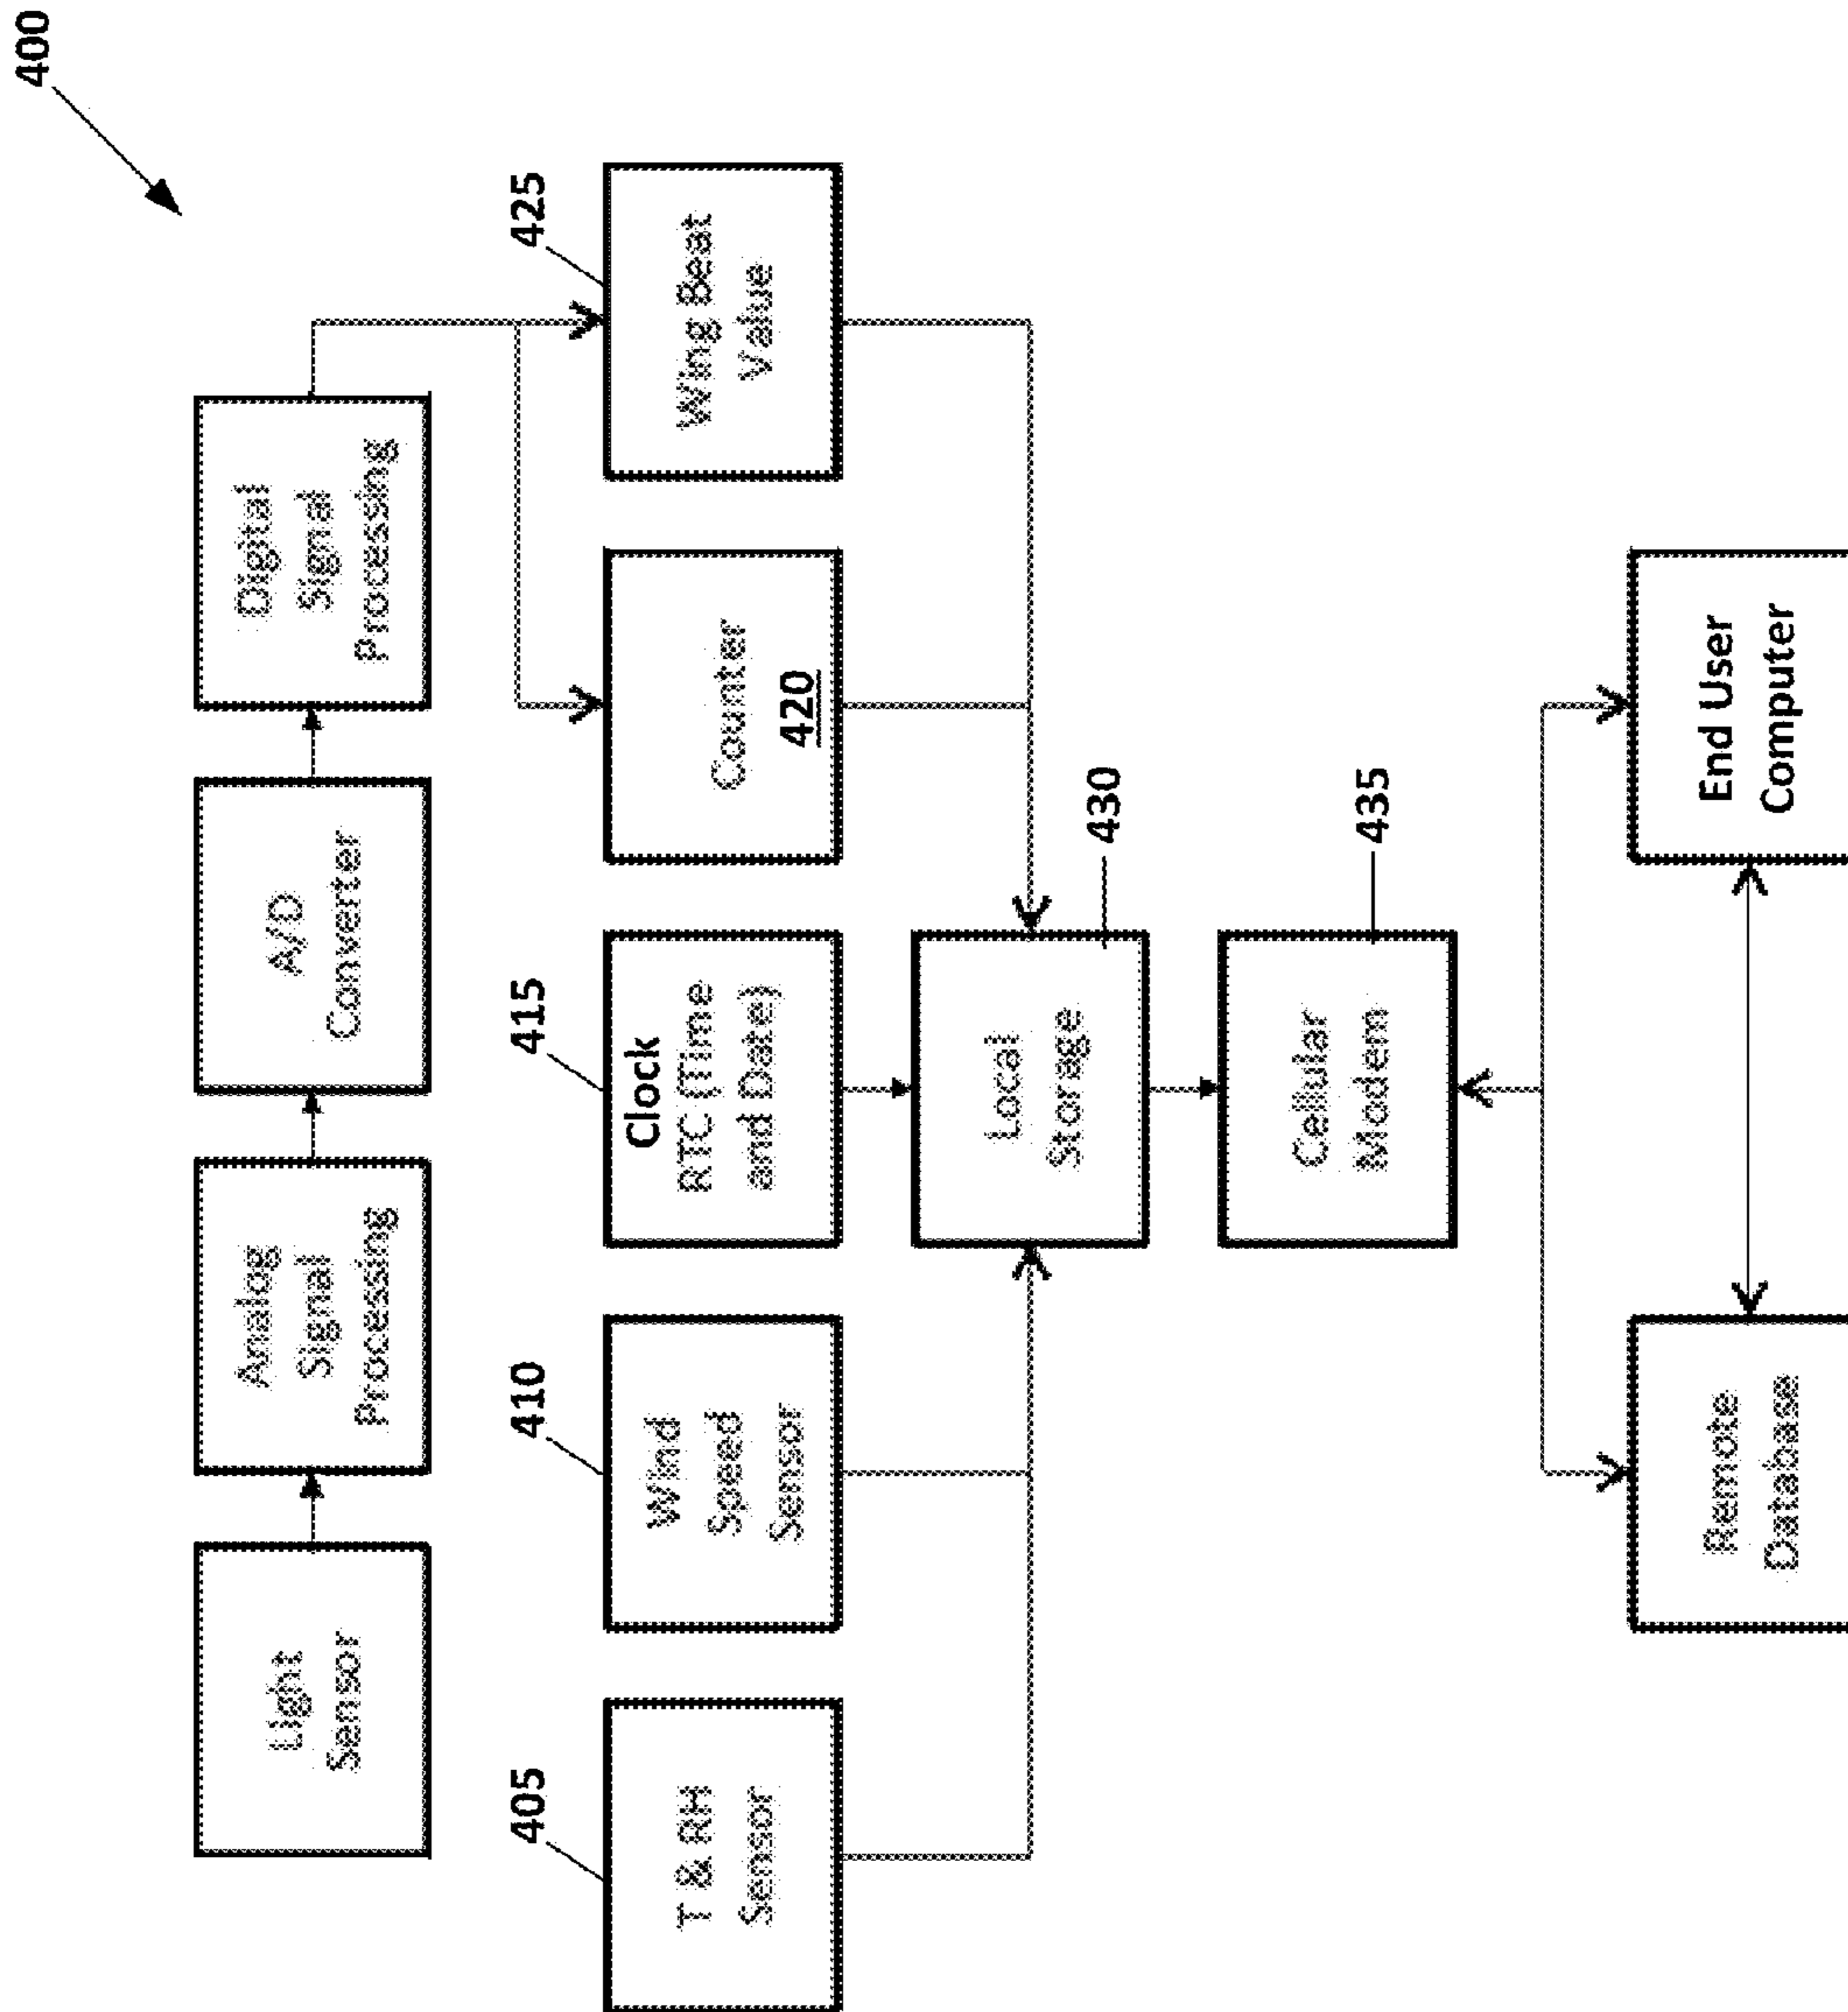 400
Light
Sensor
Analog
Signal
Processing
A/D
Converter
Digital
Signal
Processing
405
T & RH
Sensor
410
Wind
Speed
Sensor
415
Clock
RTC (Time
and Date)
Counter
420
425
Wing Beat
Value
Local
Storage
430
Cellular
Modem
435
Remote
Database
End User
Computer